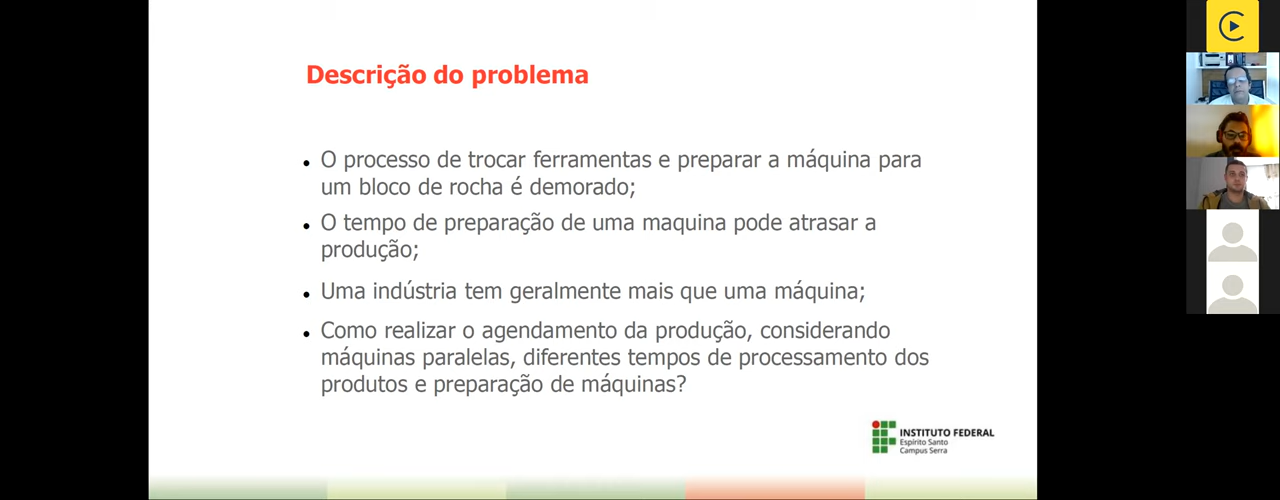 Descrição do problema
O processo de trocar ferramentas e preparar a máquina para
um bloco de rocha é demorado;
O tempo de preparação de uma maquina pode atrasar a
produção;
Uma indústria tem geralmente mais que uma máquina;
Como realizar o agendamento da produção, considerando
máquinas paralelas, diferentes tempos de processamento dos
produtos e preparação de máquinas?
INSTITUTO FEDERAL
Espírito Santo
Campus Serra